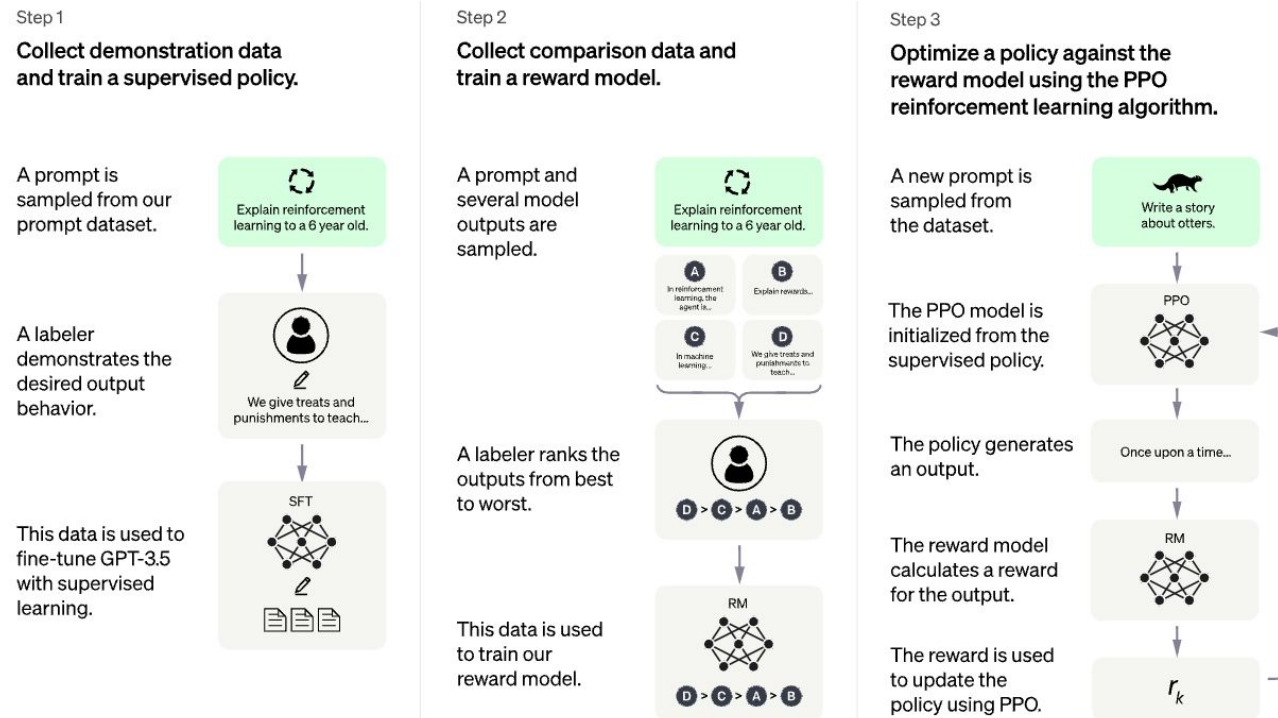 Step 1
Collect demonstration data
and train a supervised policy.
A prompt is
sampled from our
prompt dataset.
Explain reinforcement
learning to a 6 year old.
A labeler
demonstrates the
desired output
behavior.
We give treats and
punishments to teach...
This data is used to
fine-tune GPT-3.5
with supervised
learning.
SFT
Step 2
Collect comparison data and
train a reward model.
A prompt and
several model
outputs are
sampled.
Explain reinforcement
learning to a 6 year old.
A
In reinforcement
learning, the
agent is...
B
Explain rewards...
C
In machine
learning...
D
We give treats and
punishments to
teach...
A labeler ranks the
outputs from best
to worst.
D > C > A > B
This data is used
to train our
reward model.
RM
D > C > A > B
Step 3
Optimize a policy against the
reward model using the PPO
reinforcement learning algorithm.
A new prompt is
sampled from
the dataset.
Write a story
about otters.
The PPO model is
initialized from the
supervised policy.
PPO
The policy generates
an output.
Once upon a time...
The reward model
calculates a reward
for the output.
RM
The reward is used
to update the
policy using PPO.
rk